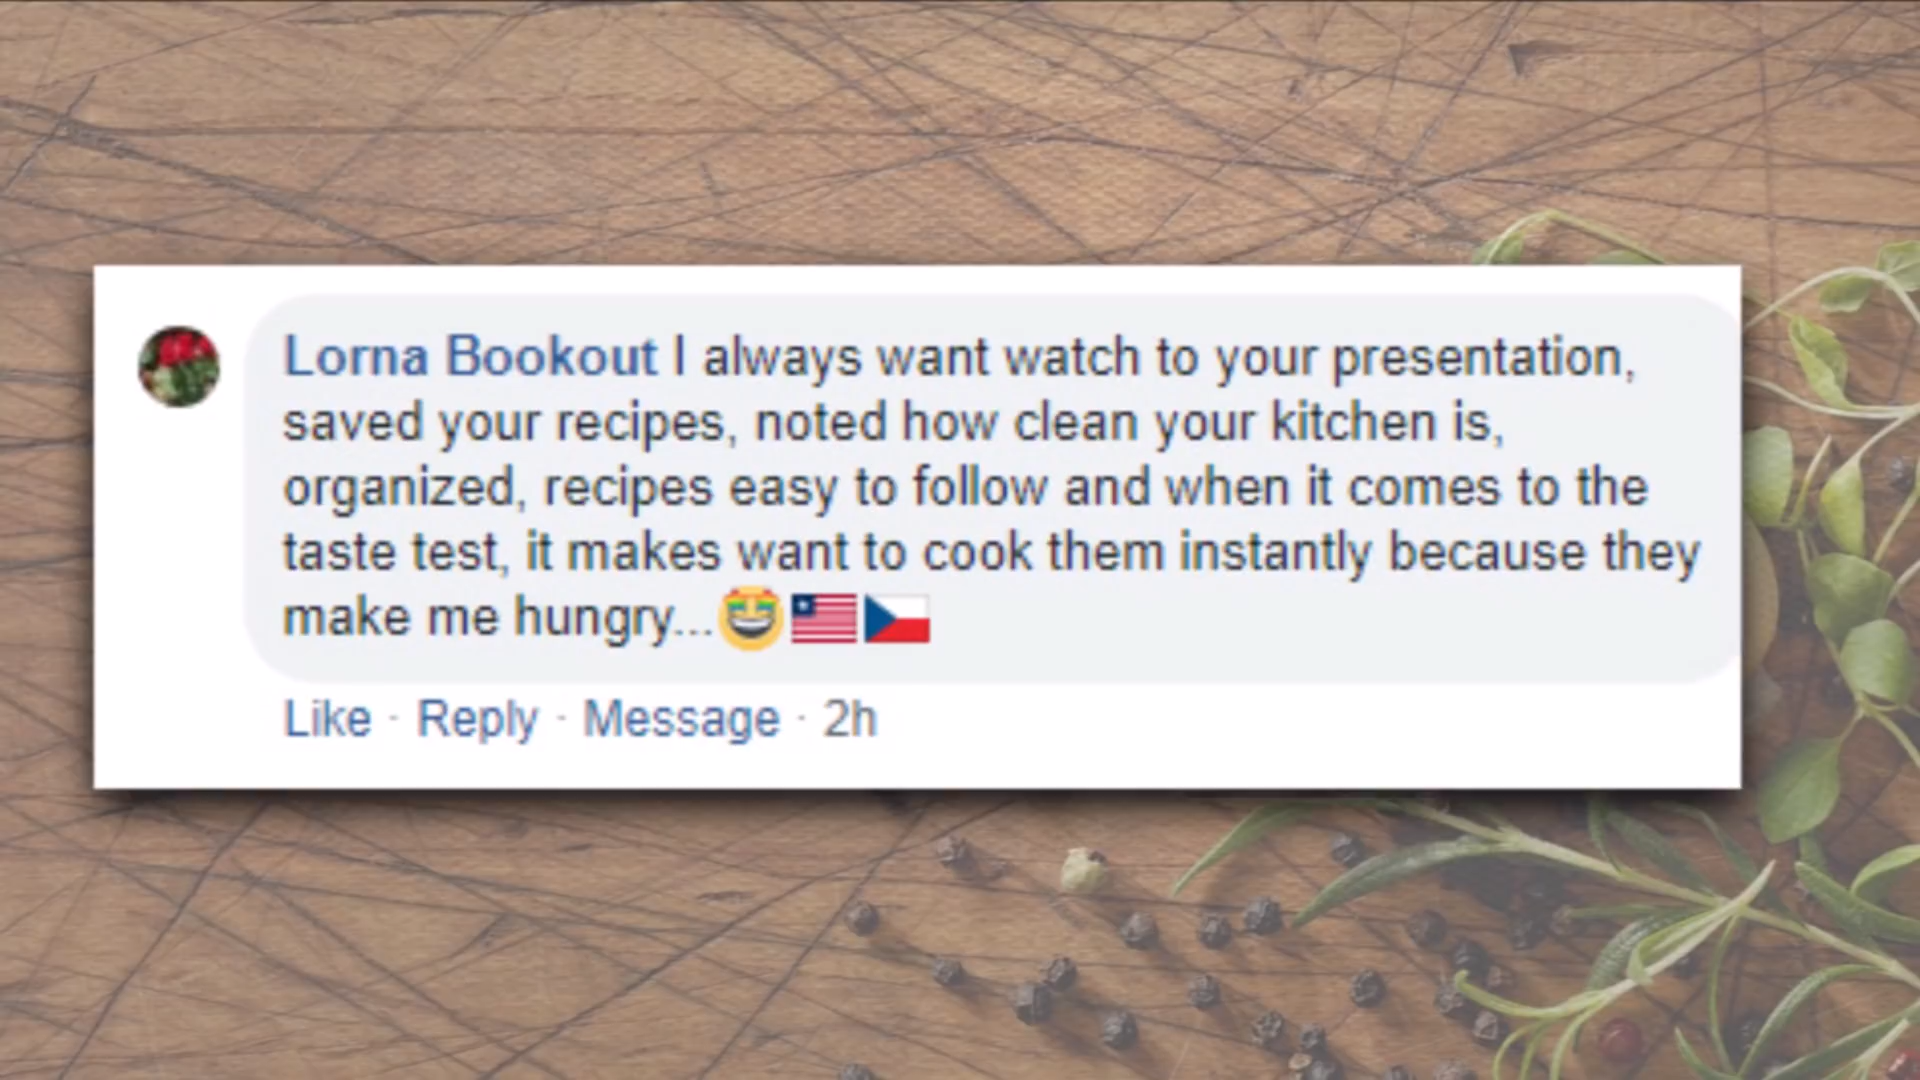 Lorna Bookout I always want watch to your presentation,
saved your recipes, noted how clean your kitchen is,
organized, recipes easy to follow and when it comes to the
taste test, it makes want to cook them instantly because they
make me hungry...🤩🇱🇷🇨🇿
Like · Reply · Message · 2h